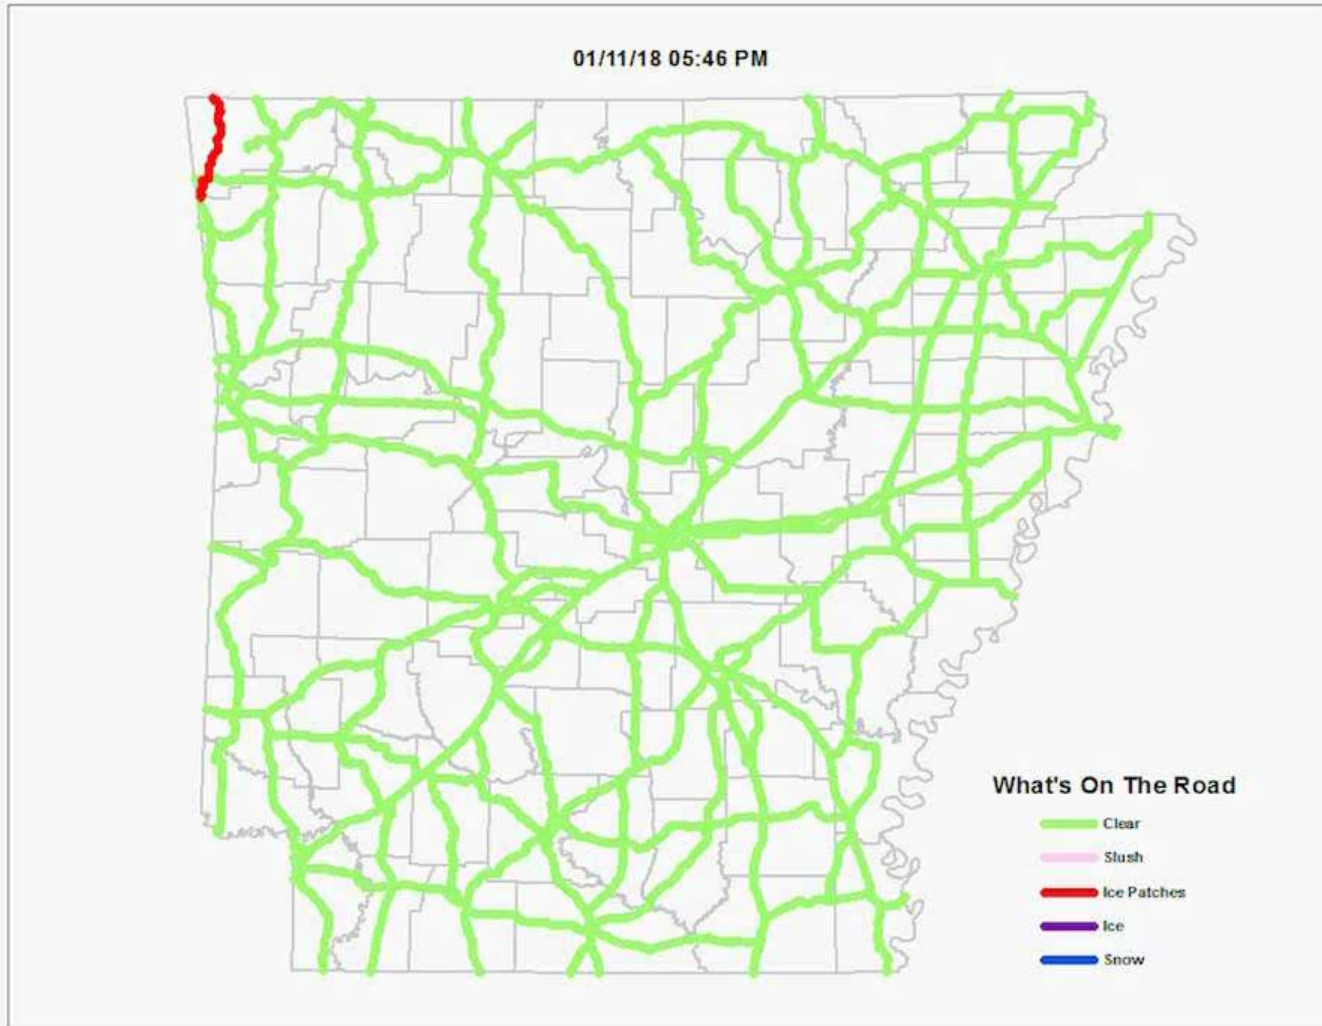 01/11/18 05:46 PM
What's On The Road
Clear
Slush
Ice Patches
Ice
Snow